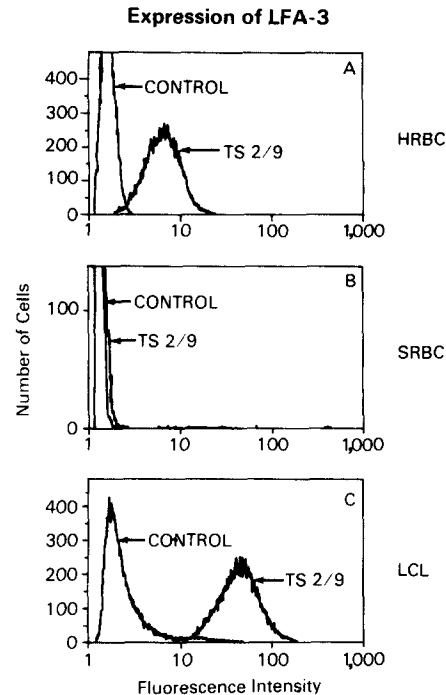 Expression of LFA-3
A
400
300
200
100
0
CONTROL
TS 2/9
HRBC
1
10
100
1,000
B
100
0
CONTROL
TS 2/9
SRBC
1
10
100
1,000
Number of Cells
C
400
300
200
100
0
CONTROL
TS 2/9
LCL
1
10
100
1,000
Fluorescence Intensity